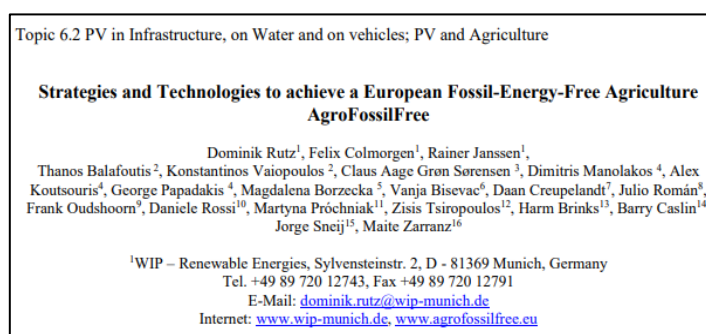 Topic 6.2 PV in Infrastructure, on Water and on vehicles; PV and Agriculture
Strategies and Technologies to achieve a European Fossil-Energy-Free Agriculture
AgroFossilFree
Dominik Rutz¹, Felix Colmorgen¹, Rainer Janssen¹,
Thanos Balafoutis ², Konstantinos Vaiopoulos ², Claus Aage Grøn Sørensen ³, Dimitris Manolakos ⁴, Alex
Koutsouris⁴, George Papadakis ⁴, Magdalena Borzecka ⁵, Vanja Bisevac⁶, Daan Creupelandt⁷, Julio Román⁸,
Frank Oudshoorn⁹, Daniele Rossi¹⁰, Martyna Próchniak¹¹, Zisis Tsiropoulos¹², Harm Brinks¹³, Barry Caslin¹⁴
Jorge Sneij¹⁵, Maite Zarranz¹⁶
¹WIP – Renewable Energies, Sylvensteinstr. 2, D - 81369 Munich, Germany
Tel. +49 89 720 12743, Fax +49 89 720 12791
E-Mail: dominik.rutz@wip-munich.de
Internet: www.wip-munich.de, www.agrofossilfree.eu